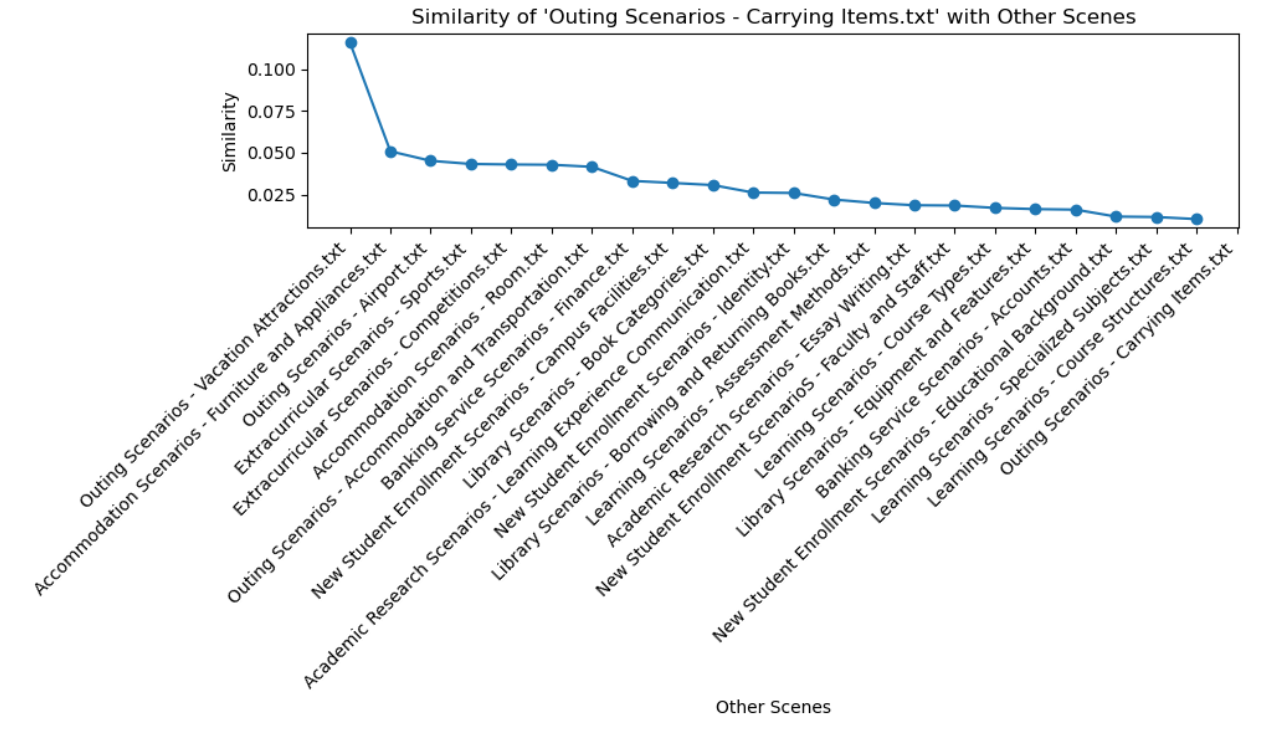 Similarity of 'Outing Scenarios - Carrying Items.txt' with Other Scenes
Similarity
0.100
0.075
0.050
0.025
Outing Scenarios - Vacation Attractions.txt
Accommodation Scenarios - Furniture and Appliances.txt
Outing Scenarios - Airport.txt
Extracurricular Scenarios - Sports.txt
Extracurricular Scenarios - Competitions.txt
Accommodation Scenarios - Room.txt
Outing Scenarios - Accommodation and Transportation.txt
Banking Service Scenarios - Finance.txt
New Student Enrollment Scenarios - Campus Facilities.txt
Library Scenarios - Book Categories.txt
Academic Research Scenarios - Learning Experience Communication.txt
New Student Enrollment Scenarios - Identity.txt
Library Scenarios - Borrowing and Returning Books.txt
Learning Scenarios - Assessment Methods.txt
Academic Research Scenarios - Essay Writing.txt
New Student Enrollment Scenarios - Faculty and Staff.txt
Learning Scenarios - Course Types.txt
Library Scenarios - Equipment and Features.txt
Banking Service Scenarios - Accounts.txt
New Student Enrollment Scenarios - Educational Background.txt
Learning Scenarios - Specialized Subjects.txt
Learning Scenarios - Course Structures.txt
Outing Scenarios - Carrying Items.txt
Other Scenes